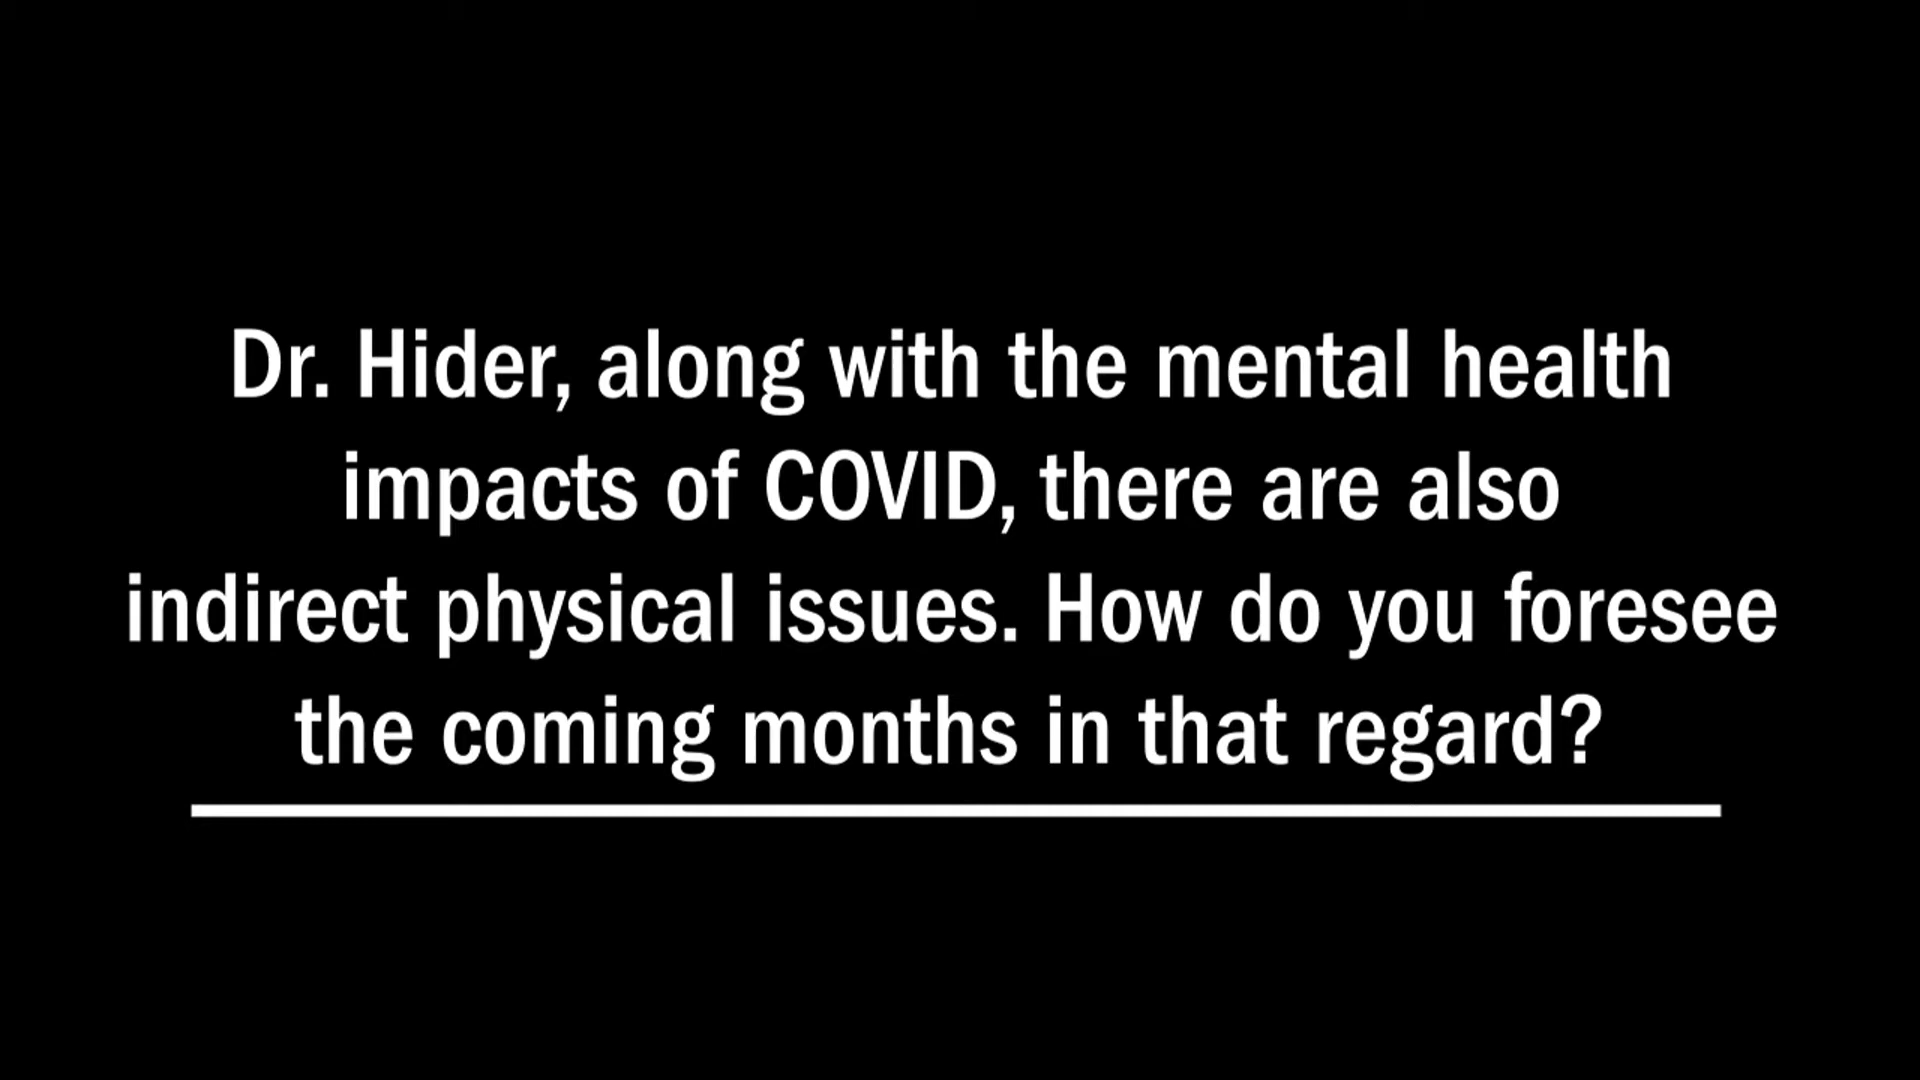 Dr. Hider, along with the mental health
impacts of COVID, there are also
indirect physical issues. How do you foresee
the coming months in that regard?